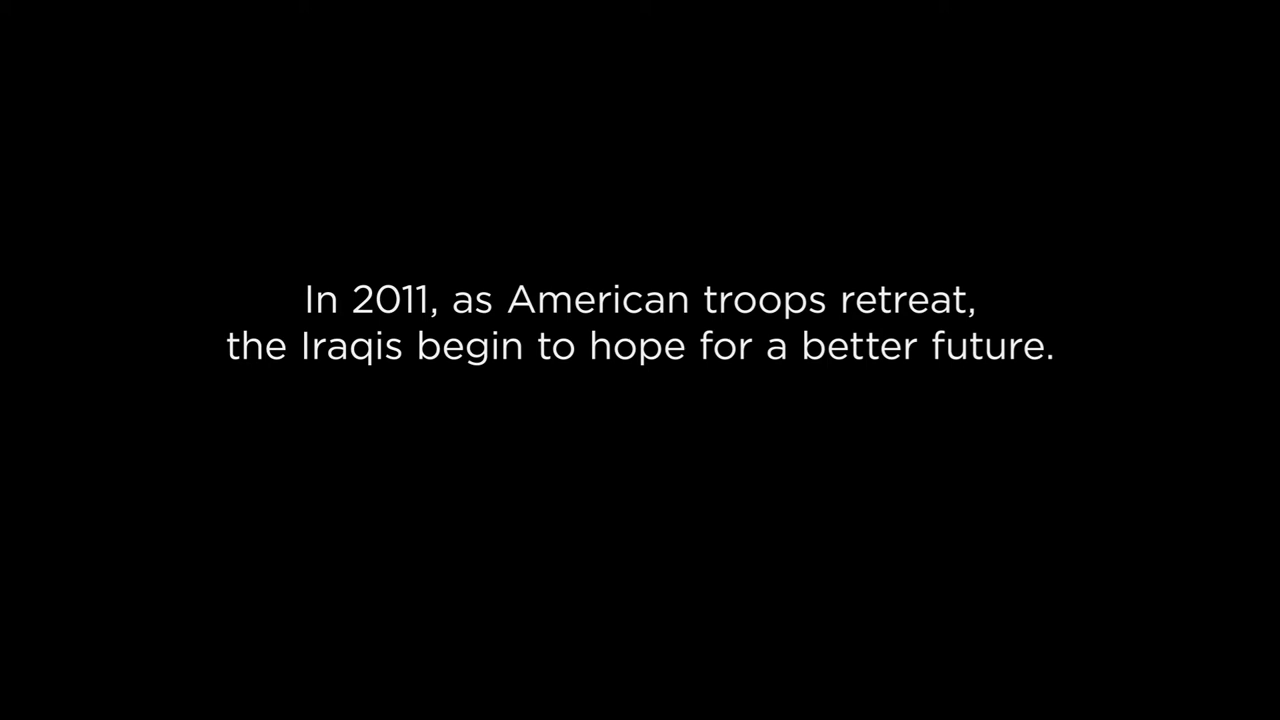 In 2011, as American troops retreat,
the Iraqis begin to hope for a better future.